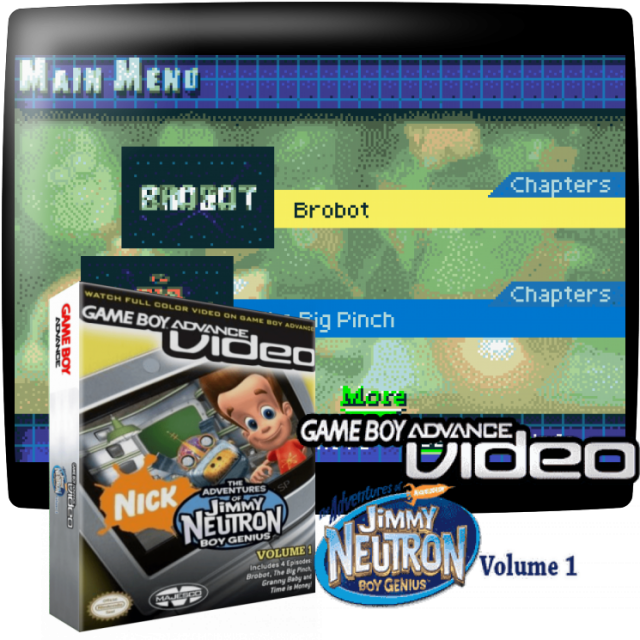 MAIN MENU
BROBOT
Chapters
Brobot
Chapters
Big Pinch
More
GAME BOY ADVANCE
video
Adventures of
JIMMY
NEUTRON
BOY GENIUS
Volume 1
WATCH FULL COLOR VIDEO ON GAME BOY ADVANCE
GAME BOY ADVANCE
video
GAME BOY
ADVANCE
NICK
THE
ADVENTURES OF
JIMMY
NEUTRON
BOY GENIUS
VOLUME 1
Includes 4 Episodes
Brobot, The Big Pinch,
Granny Baby and
Time is Money!
MAJESCO
Nintendo